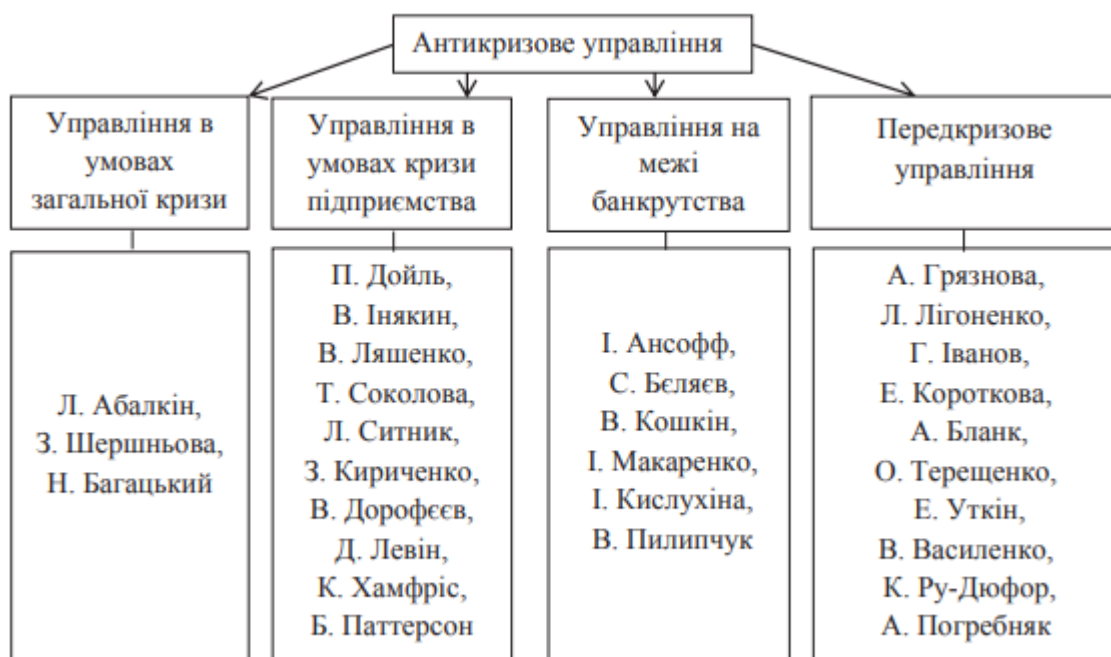 Антикризове управління
Управління в
умовах
загальної кризи
Управління в
умовах кризи
підприємства
Управління на
межі
банкрутства
Передкризове
управління
Л. Абалкін,
З. Шершньова,
Н. Багацький
П. Дойль,
В. Інякин,
В. Ляшенко,
Т. Соколова,
Л. Ситник,
З. Кириченко,
В. Дорофєєв,
Д. Левін,
К. Хамфріс,
Б. Паттерсон
І. Ансофф,
С. Бєляєв,
В. Кошкін,
І. Макаренко,
І. Кислухіна,
В. Пилипчук
А. Грязнова,
Л. Лігоненко,
Г. Іванов,
Е. Короткова,
А. Бланк,
О. Терещенко,
Е. Уткін,
В. Василенко,
К. Ру-Дюфор,
А. Погребняк